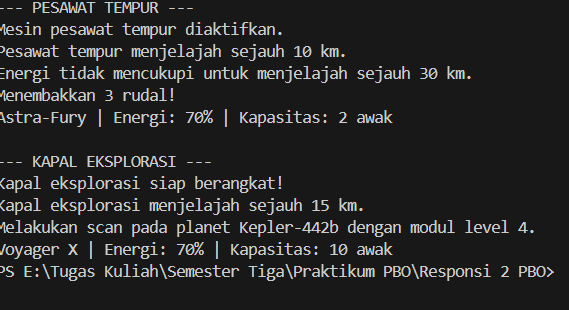 --- PESAWAT TEMPUR ---
Mesin pesawat tempur diaktifkan.
Pesawat tempur menjelajah sejauh 10 km.
Energi tidak mencukupi untuk menjelajah sejauh 30 km.
Menembakkan 3 rudal!
Astra-Fury | Energi: 70% | Kapasitas: 2 awak
--- KAPAL EKSPLORASI ---
Kapal eksplorasi siap berangkat!
Kapal eksplorasi menjelajah sejauh 15 km.
Melakukan scan pada planet Kepler-442b dengan modul level 4.
Voyager X | Energi: 70% | Kapasitas: 10 awak
PS E:\Tugas Kuliah\Semester Tiga\Praktikum PBO\Responsi 2 PBO>